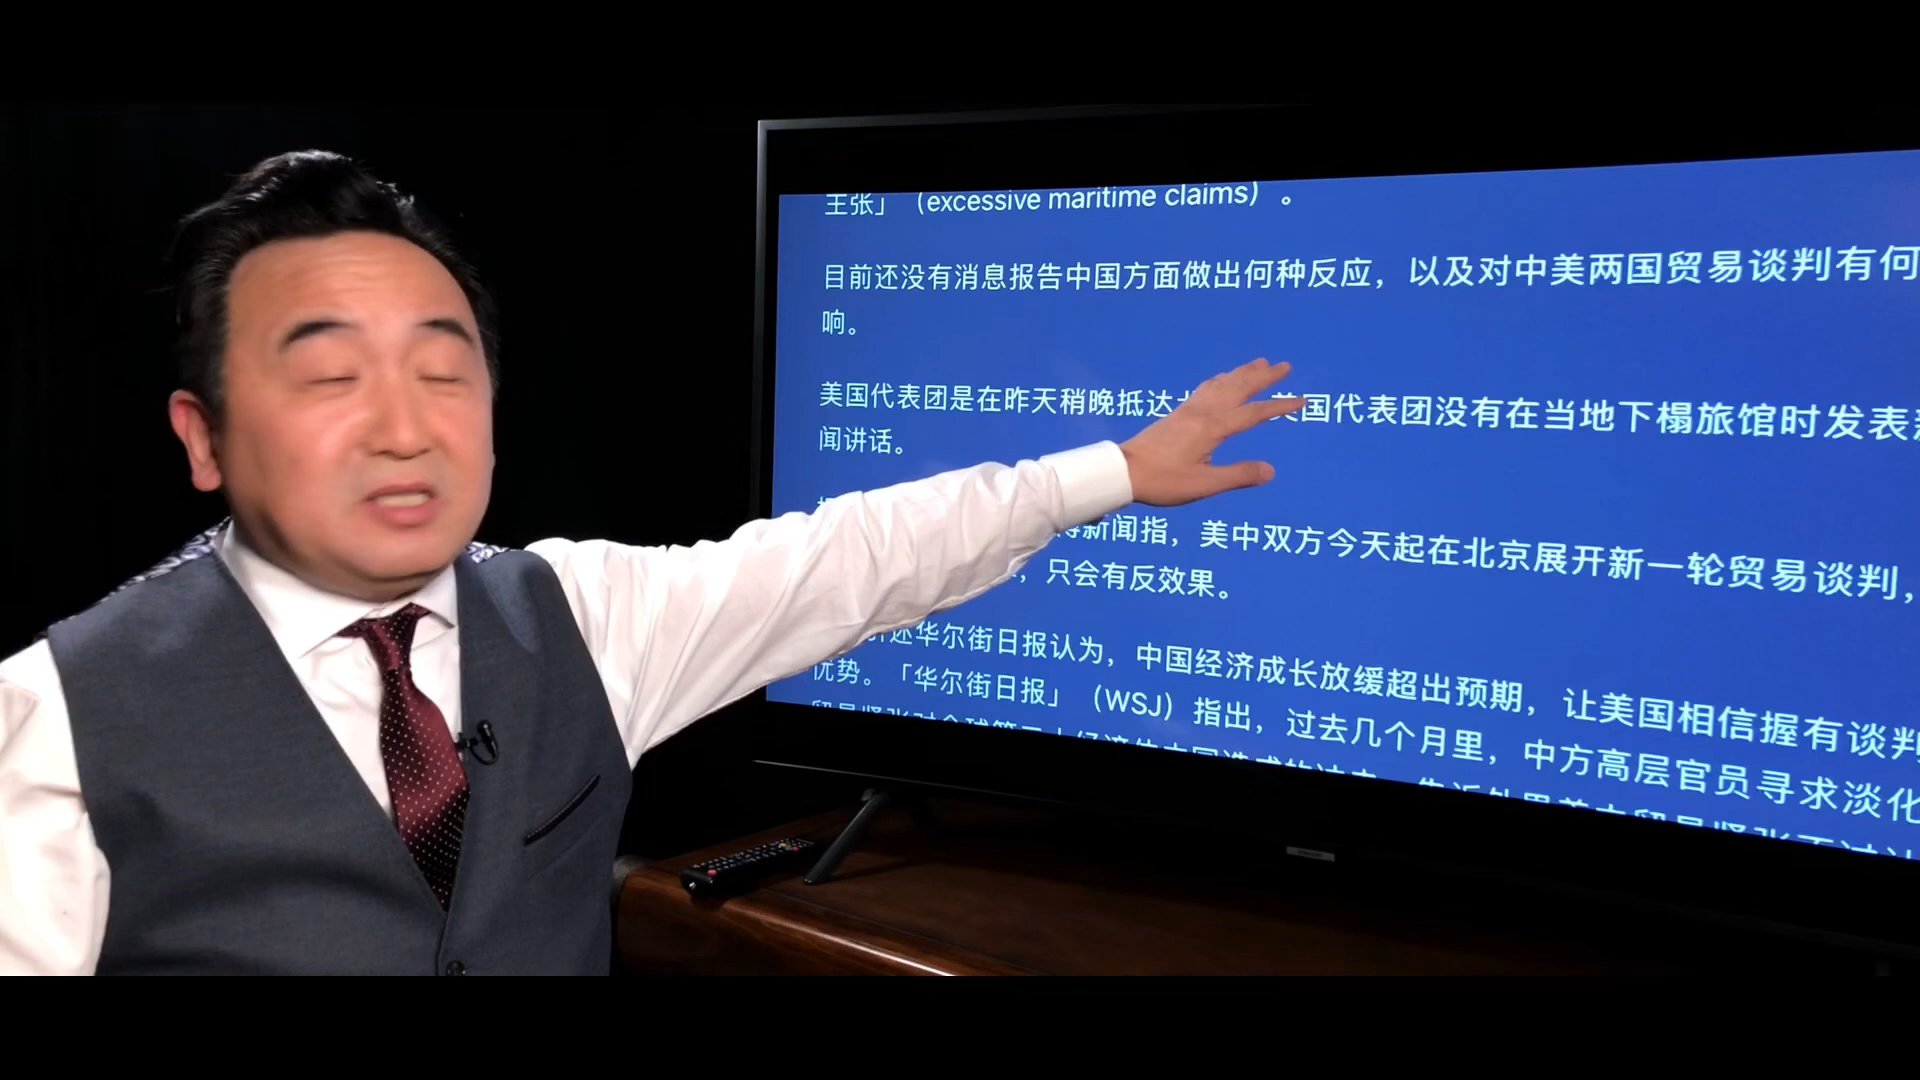 主张」（excessive maritime claims）。
目前还没有消息报告中国方面做出何种反应，以及对中美两国贸易谈判有何
响。
美国代表团是在昨天稍晚抵达 美国代表团没有在当地下榻旅馆时发表
闻讲话。
新闻指，美中双方今天起在北京展开新一轮贸易谈判，
，只会有反效果。
述华尔街日报认为，中国经济成长放缓超出预期，让美国相信握有谈判
优势。「华尔街日报」（WSJ）指出，过去几个月里，中方高层官员寻求淡化